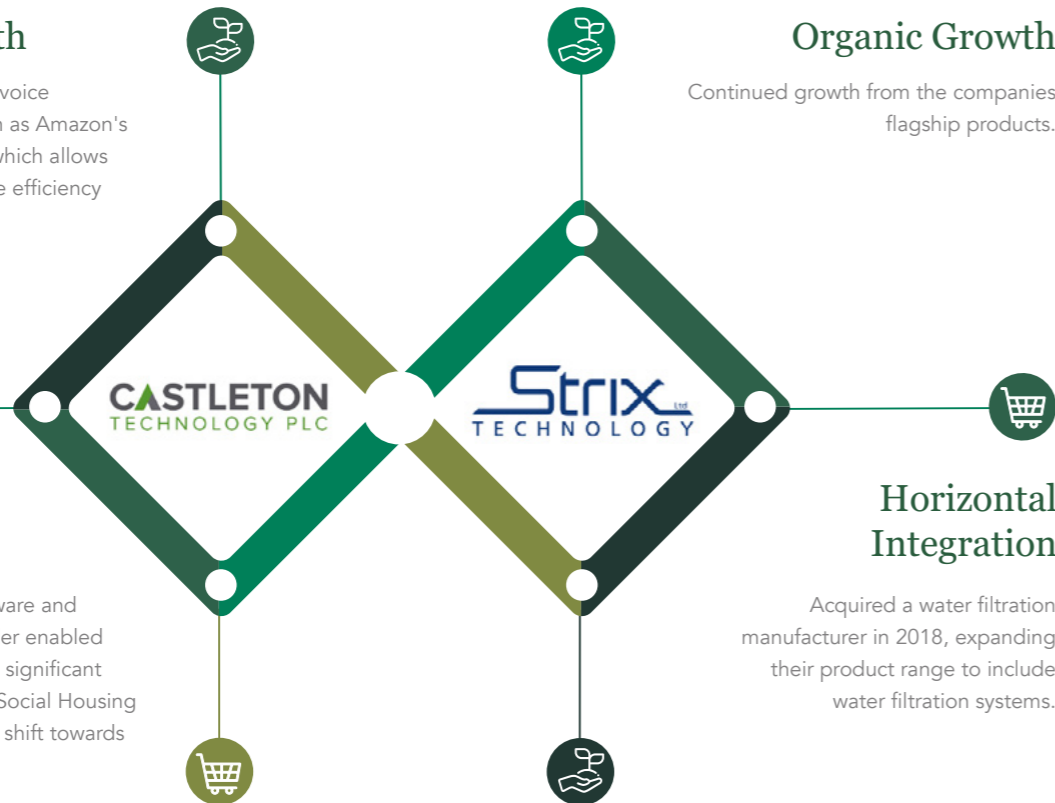 th
voice
as Amazon's
which allows
efficiency
Organic Growth
Continued growth from the companies
flagship products.
CASTLETON
TECHNOLOGY PLC
Strix Ltd
TECHNOLOGY
Horizontal
Integration
Acquired a water filtration
manufacturer in 2018, expanding
their product range to include
water filtration systems.
ware and
er enabled
significant
Social Housing
shift towards